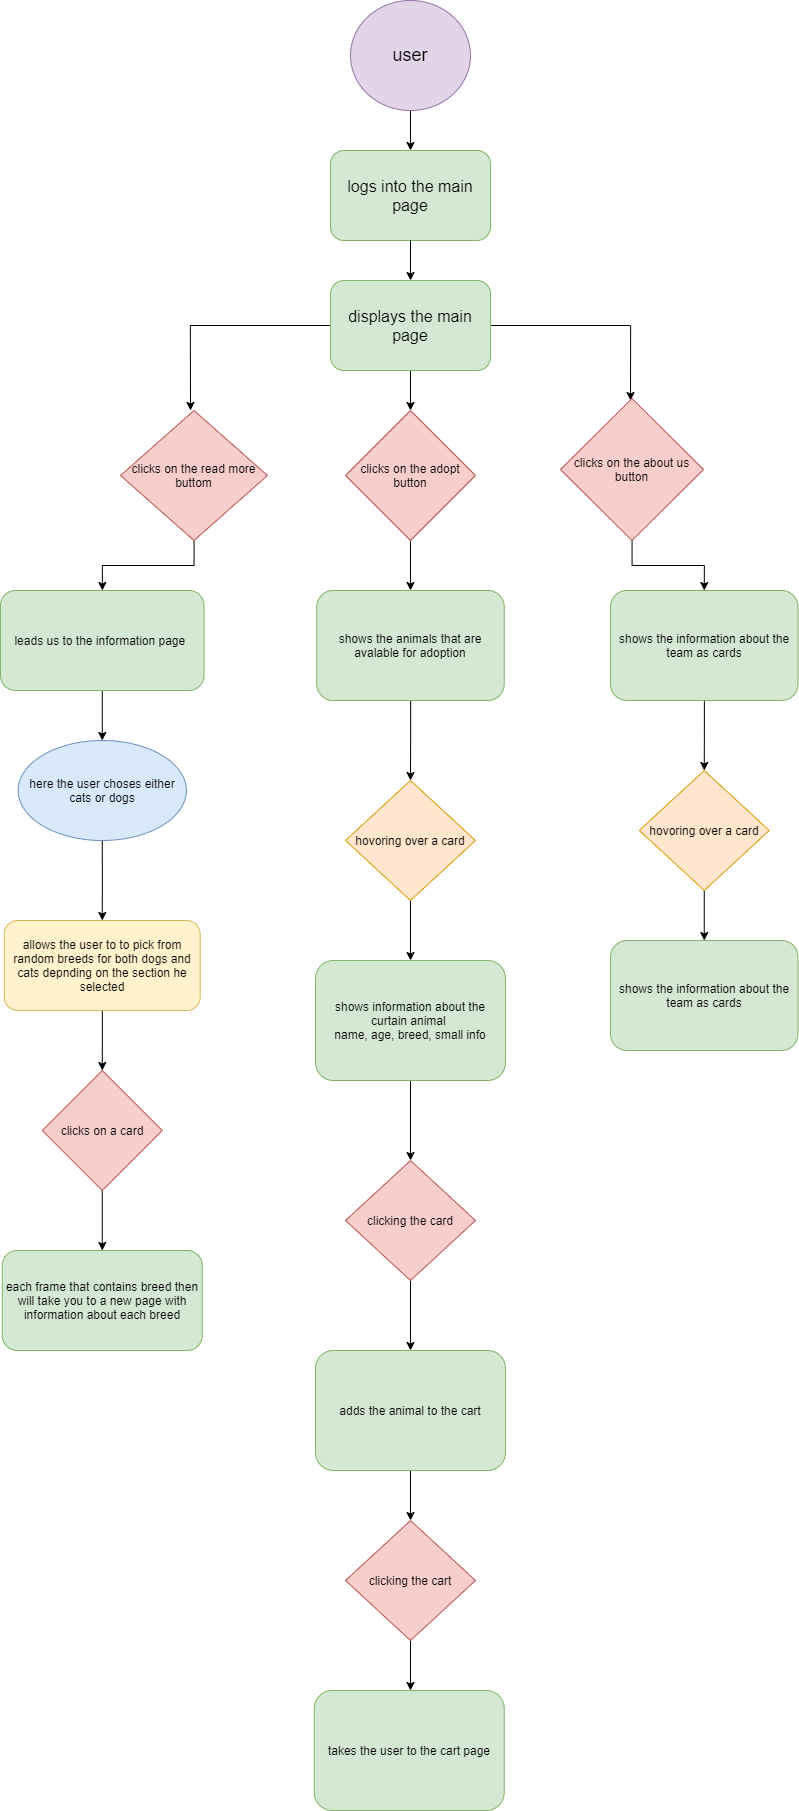 user
logs into the main
page
displays the main
page
clicks on the read more
buttom
clicks on the adopt
button
clicks on the about us
button
leads us to the information page
shows the animals that are
avalable for adoption
shows the information about the
team as cards
here the user choses either
cats or dogs
hovoring over a card
hovoring over a card
allows the user to to pick from
random breeds for both dogs and
cats depnding on the section he
selected
shows information about the
curtain animal
name, age, breed, small info
shows the information about the
team as cards
clicks on a card
clicking the card
each frame that contains breed then
will take you to a new page with
information about each breed
adds the animal to the cart
clicking the cart
takes the user to the cart page